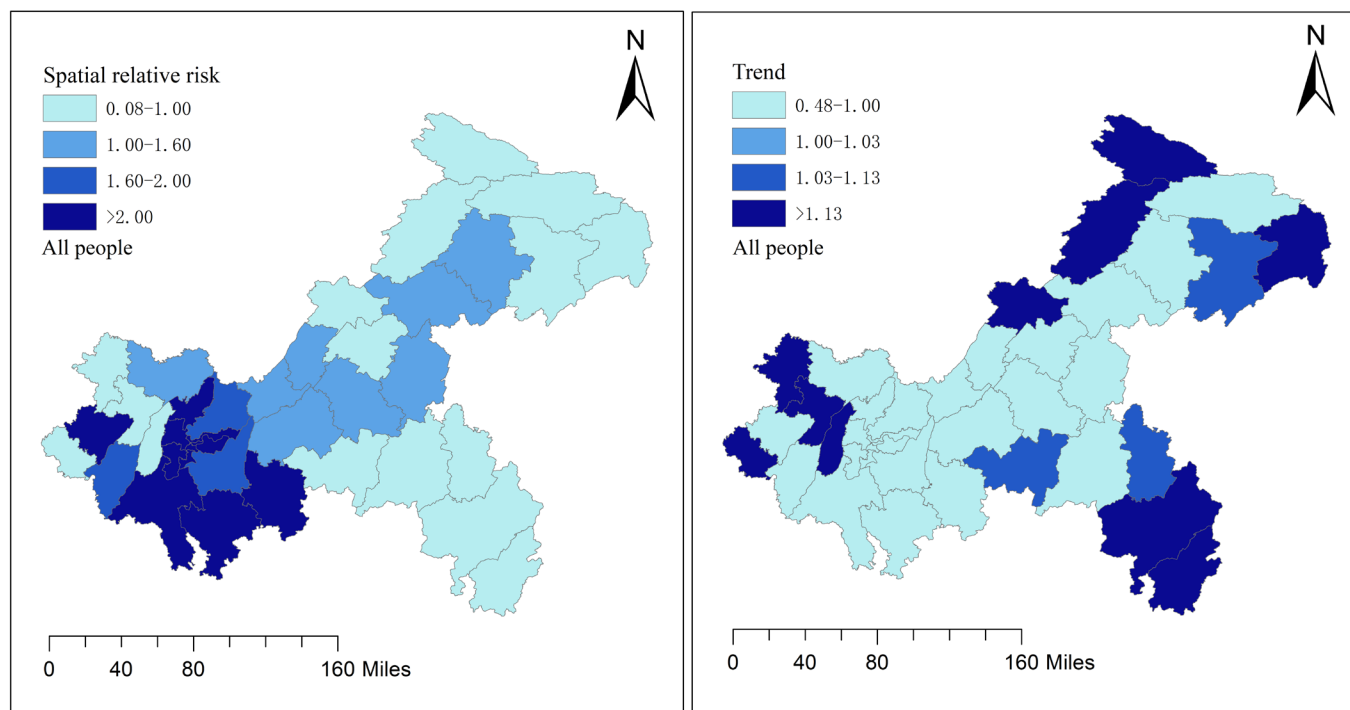 N
Spatial relative risk
0.08-1.00
1.00-1.60
1.60-2.00
>2.00
All people
0 40 80 160 Miles
N
Trend
0.48-1.00
1.00-1.03
1.03-1.13
>1.13
All people
0 40 80 160 Miles